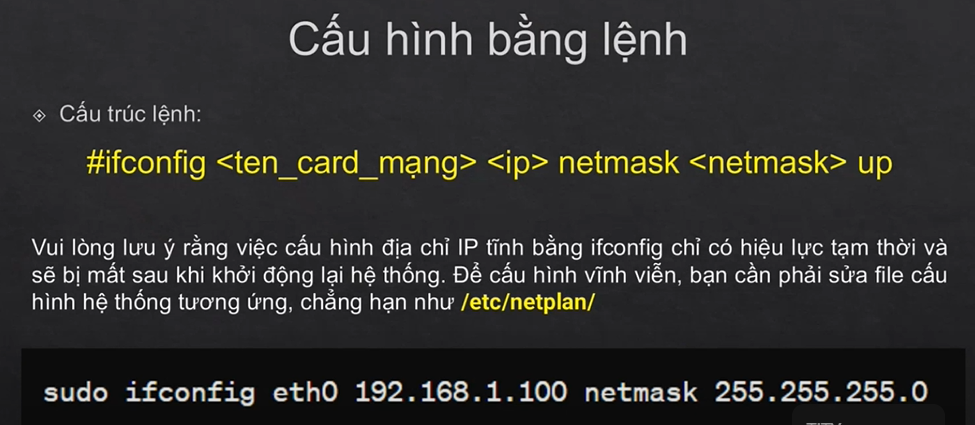 Cấu hình bằng lệnh
Cấu trúc lệnh:
#ifconfig <ten_card_mạng> <ip> netmask <netmask> up
Vui lòng lưu ý rằng việc cấu hình địa chỉ IP tĩnh bằng ifconfig chỉ có hiệu lực tạm thời và
sẽ bị mất sau khi khởi động lại hệ thống. Để cấu hình vĩnh viễn, bạn cần phải sửa file cấu
hình hệ thống tương ứng, chẳng hạn như /etc/netplan/
sudo ifconfig eth0 192.168.1.100 netmask 255.255.255.0